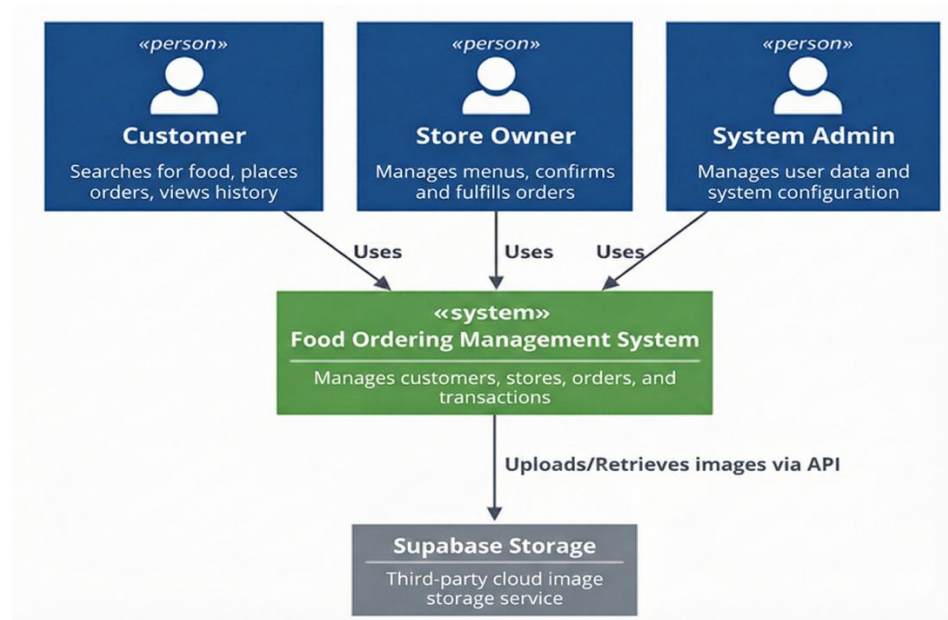 «person»
Customer
Searches for food, places
orders, views history
«person»
Store Owner
Manages menus, confirms
and fulfills orders
«person»
System Admin
Manages user data and
system configuration
Uses
Uses
Uses
«system»
Food Ordering Management System
Manages customers, stores, orders, and
transactions
Uploads/Retrieves images via API
Supabase Storage
Third-party cloud image
storage service